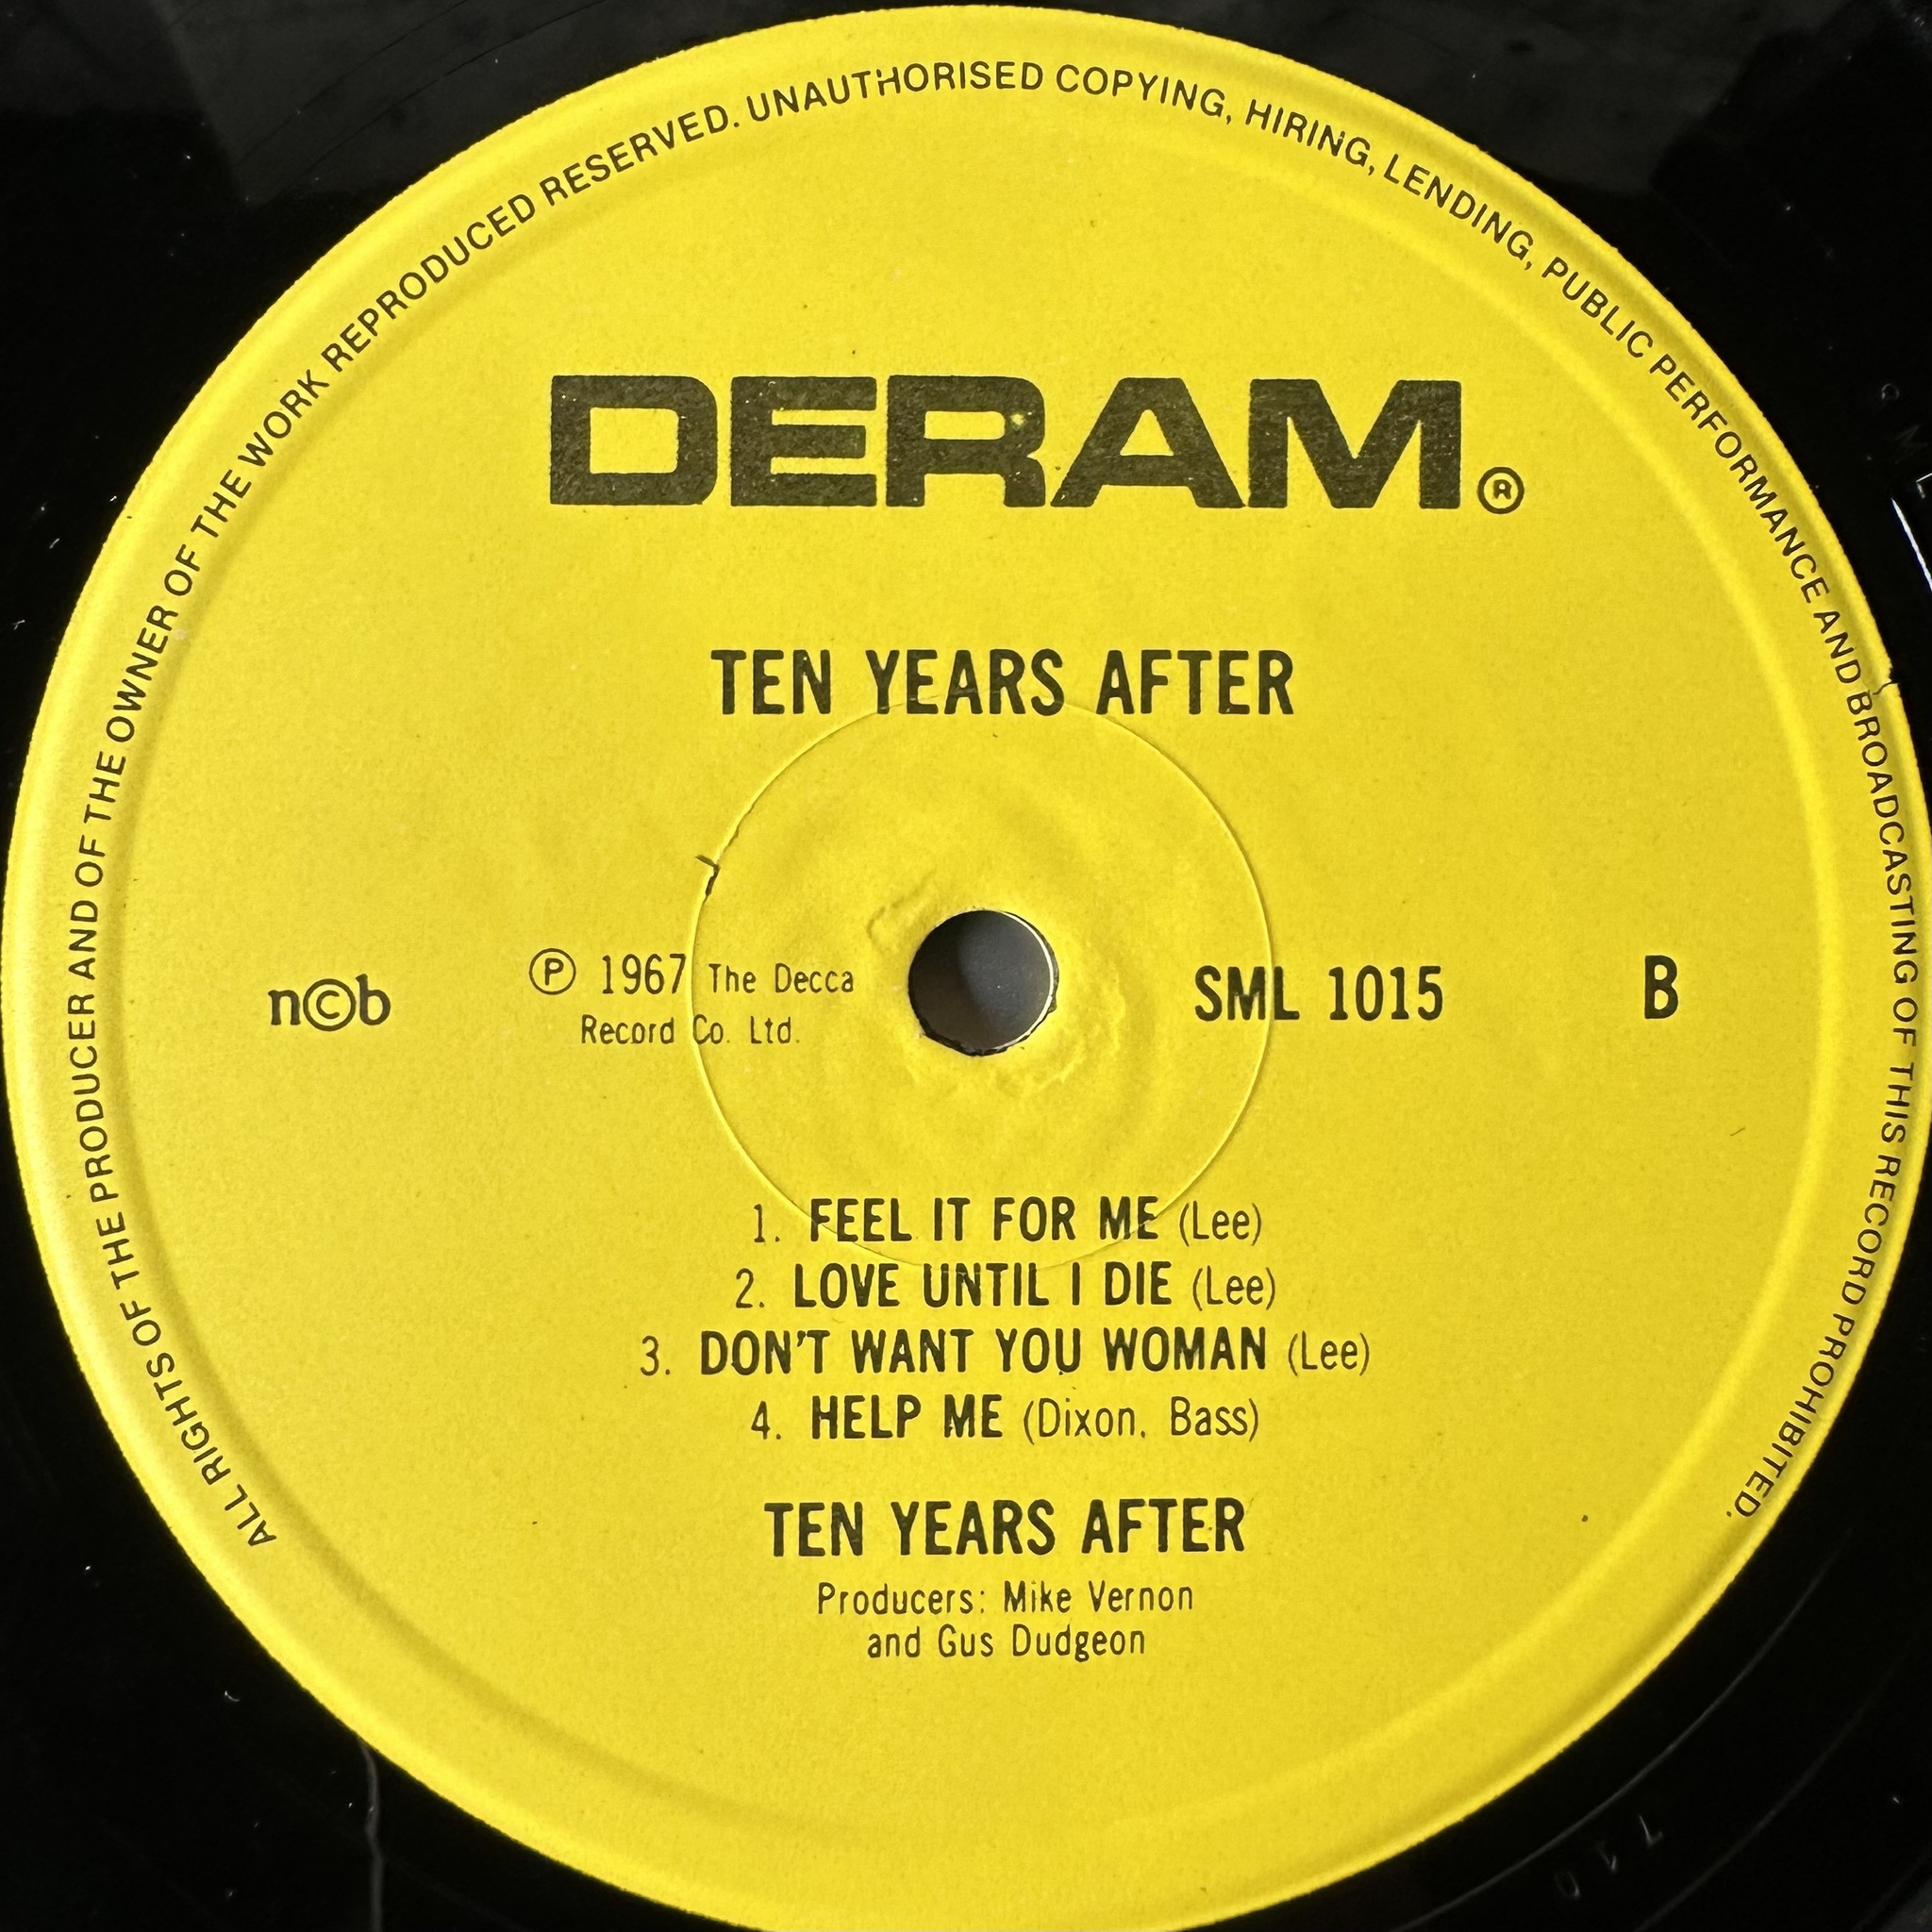 ALL RIGHTS OF THE PRODUCER AND OF THE OWNER OF THE WORK REPRODUCED RESERVED. UNAUTHORISED COPYING, HIRING, LENDING, PUBLIC PERFORMANCE AND BROADCASTING OF THIS RECORD PROHIBITED.
DERAM®
TEN YEARS AFTER
n©b
℗ 1967 The Decca
Record Co. Ltd.
SML 1015
B
1. FEEL IT FOR ME (Lee)
2. LOVE UNTIL I DIE (Lee)
3. DON'T WANT YOU WOMAN (Lee)
4. HELP ME (Dixon, Bass)
TEN YEARS AFTER
Producers: Mike Vernon
and Gus Dudgeon